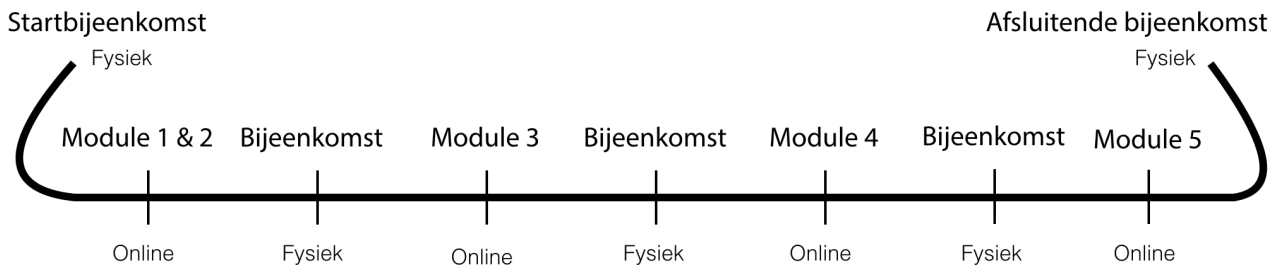 Startbijeenkomst
Fysiek
Afsluitende bijeenkomst
Fysiek
Module 1 & 2
Bijeenkomst
Module 3
Bijeenkomst
Module 4
Bijeenkomst
Module 5
Online
Fysiek
Online
Fysiek
Online
Fysiek
Online